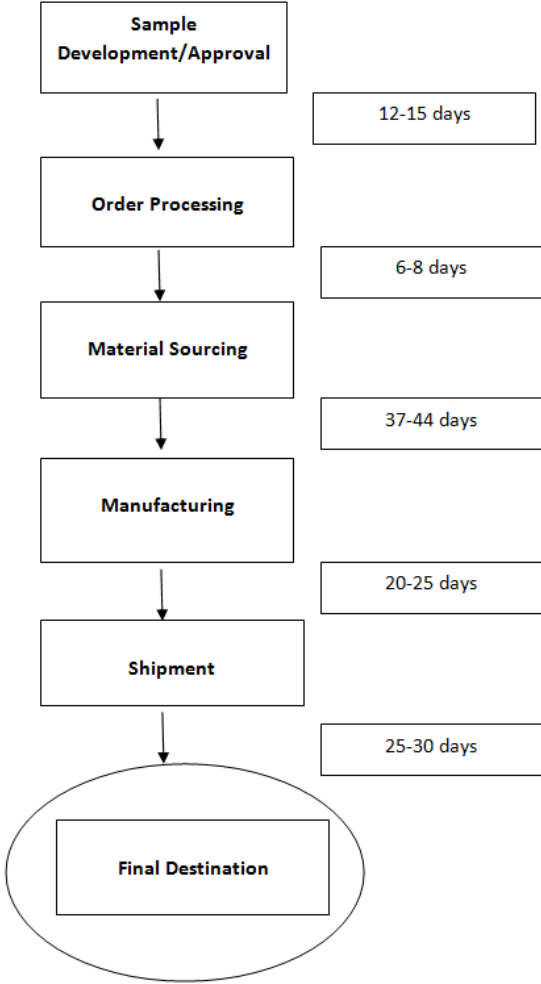 Sample
Development/Approval
12-15 days
Order Processing
6-8 days
Material Sourcing
37-44 days
Manufacturing
20-25 days
Shipment
25-30 days
Final Destination